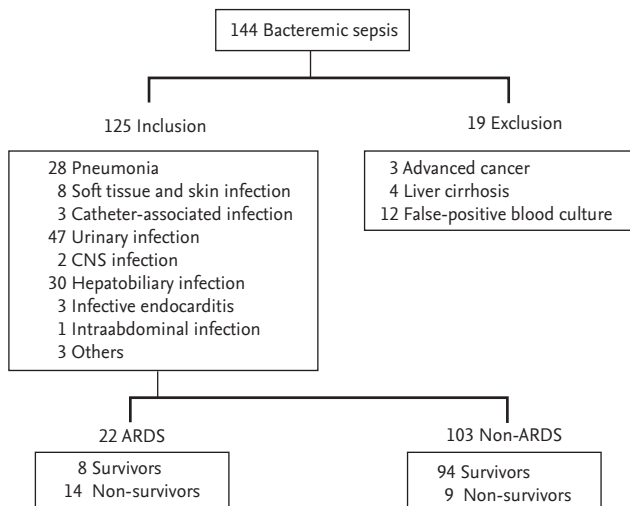 144 Bacteremic sepsis
125 Inclusion
28 Pneumonia
8 Soft tissue and skin infection
3 Catheter-associated infection
47 Urinary infection
2 CNS infection
30 Hepatobiliary infection
3 Infective endocarditis
1 Intraabdominal infection
3 Others
19 Exclusion
3 Advanced cancer
4 Liver cirrhosis
12 False-positive blood culture
22 ARDS
8 Survivors
14 Non-survivors
103 Non-ARDS
94 Survivors
9 Non-survivors